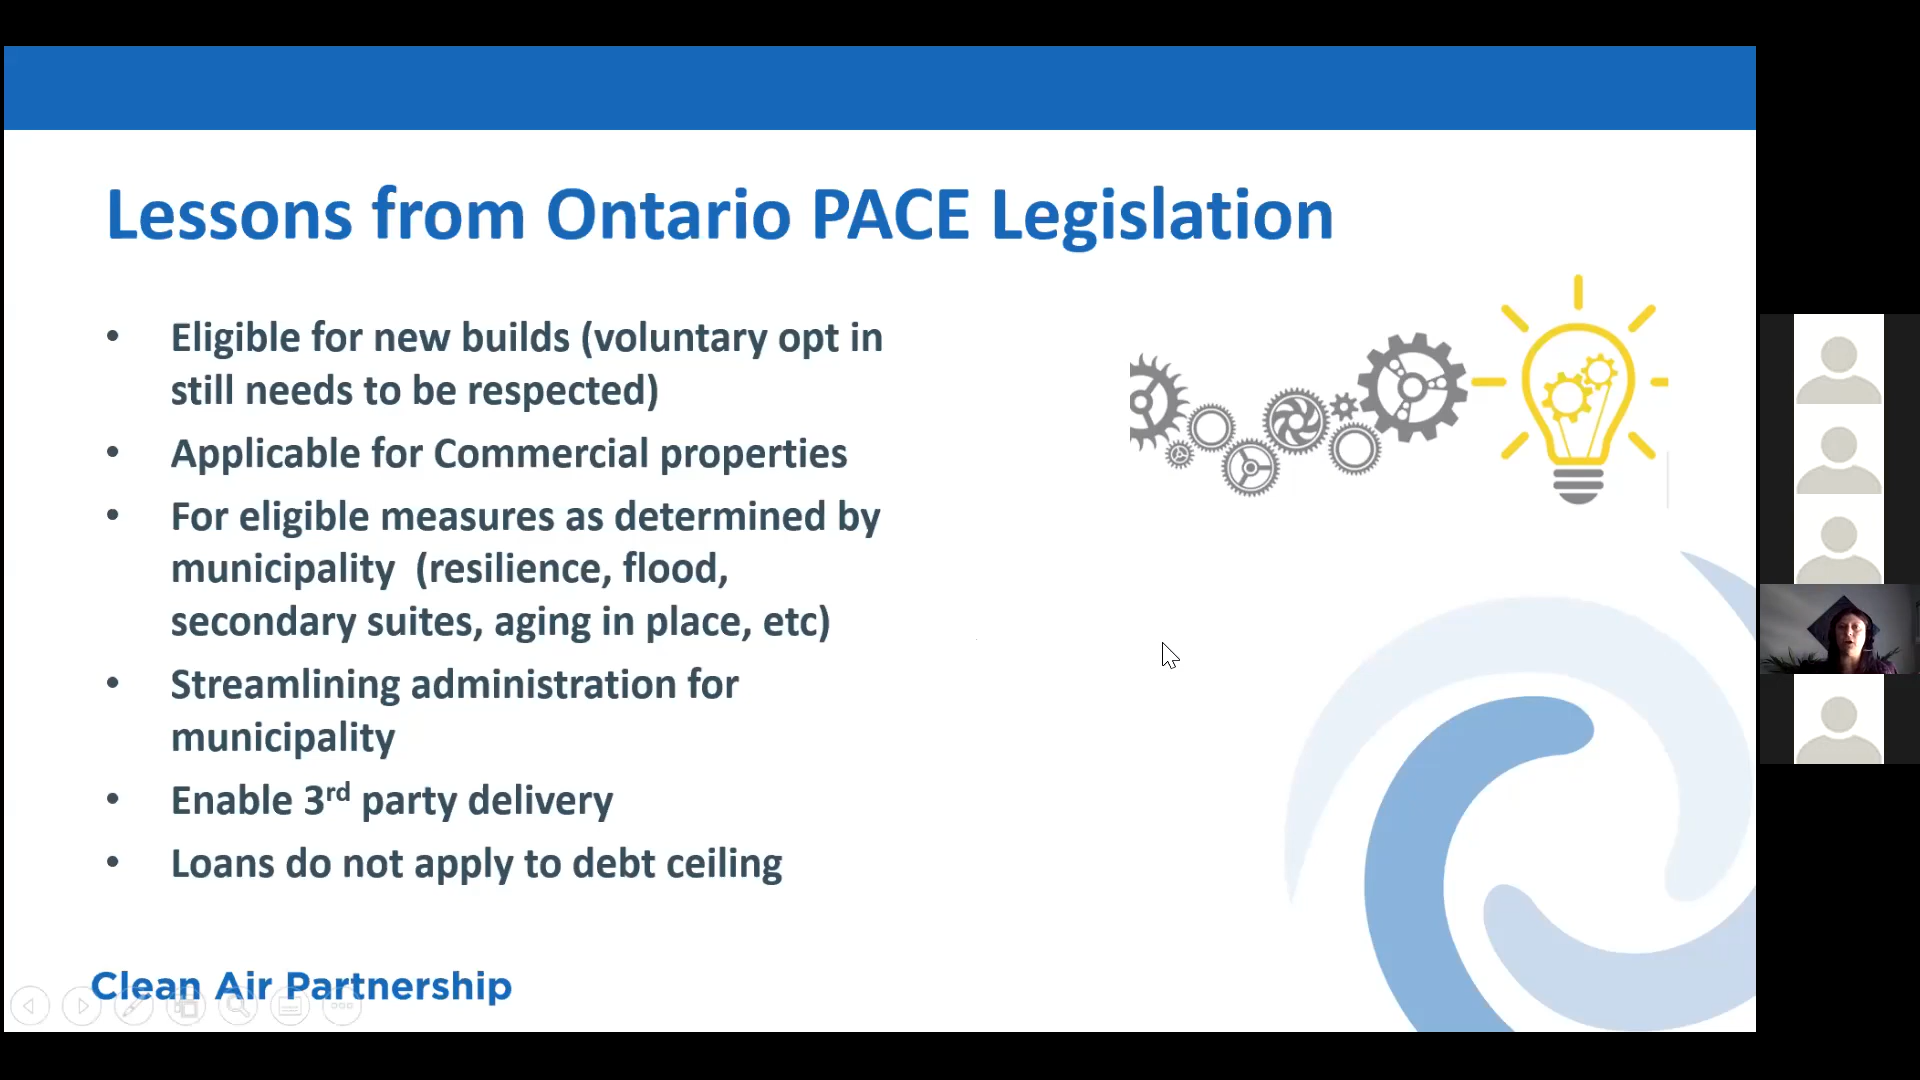 Lessons from Ontario PACE Legislation
• Eligible for new builds (voluntary opt in
still needs to be respected)
• Applicable for Commercial properties
• For eligible measures as determined by
municipality  (resilience, flood,
secondary suites, aging in place, etc)
• Streamlining administration for
municipality
• Enable 3rd party delivery
• Loans do not apply to debt ceiling
Clean Air Partnership